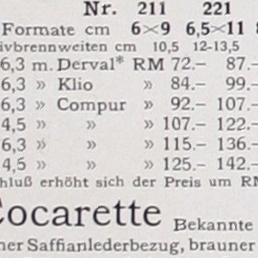 Nr. 211 221
Formate cm 6×9 6,5×11
ivbrennweiten cm 10,5 12-13,5
6,3 m. Derval* RM 72.— 87.—
6,3 » Klio » 84.— 99.—
6,3 » Compur » 92.— 107.—
4,5 » » » 107.— 122.—
6,3 » » » 115.— 136.—
4,5 » » » 125.— 142.—
hluß erhöht sich der Preis um RM
Cocarette Bekannte
ner Saffianlederbezug, brauner